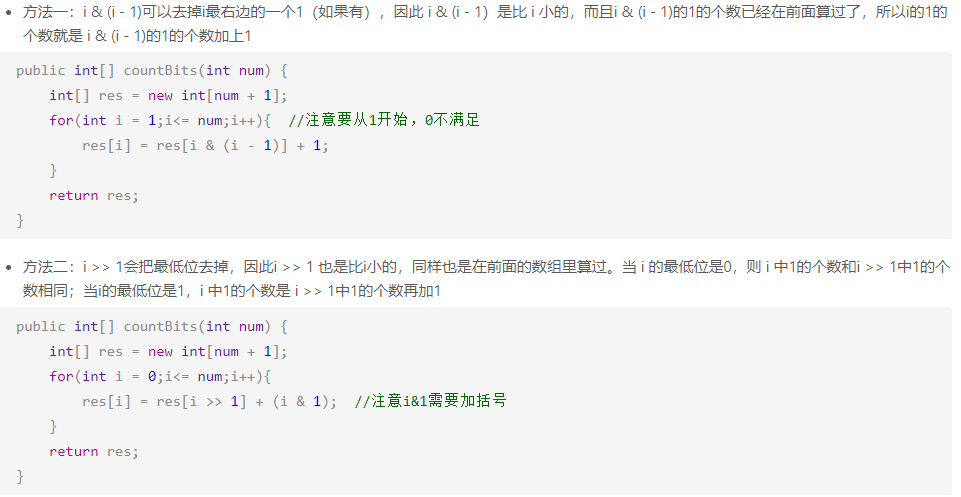 方法一：i & (i - 1)可以去掉i最右边的一个1（如果有），因此 i & (i - 1）是比 i 小的，而且i & (i - 1)的1的个数已经在前面算过了，所以i的1的
个数就是 i & (i - 1)的1的个数加上1
public int[] countBits(int num) {
    int[] res = new int[num + 1];
    for(int i = 1;i<= num;i++){  //注意要从1开始，0不满足
        res[i] = res[i & (i - 1)] + 1;
    }
    return res;
}
方法二：i >> 1会把最低位去掉，因此i >> 1 也是比i小的，同样也是在前面的数组里算过。当 i 的最低位是0，则 i 中1的个数和i >> 1中1的个
数相同；当i的最低位是1，i 中1的个数是 i >> 1中1的个数再加1
public int[] countBits(int num) {
    int[] res = new int[num + 1];
    for(int i = 0;i<= num;i++){
        res[i] = res[i >> 1] + (i & 1);  //注意i&1需要加括号
    }
    return res;
}